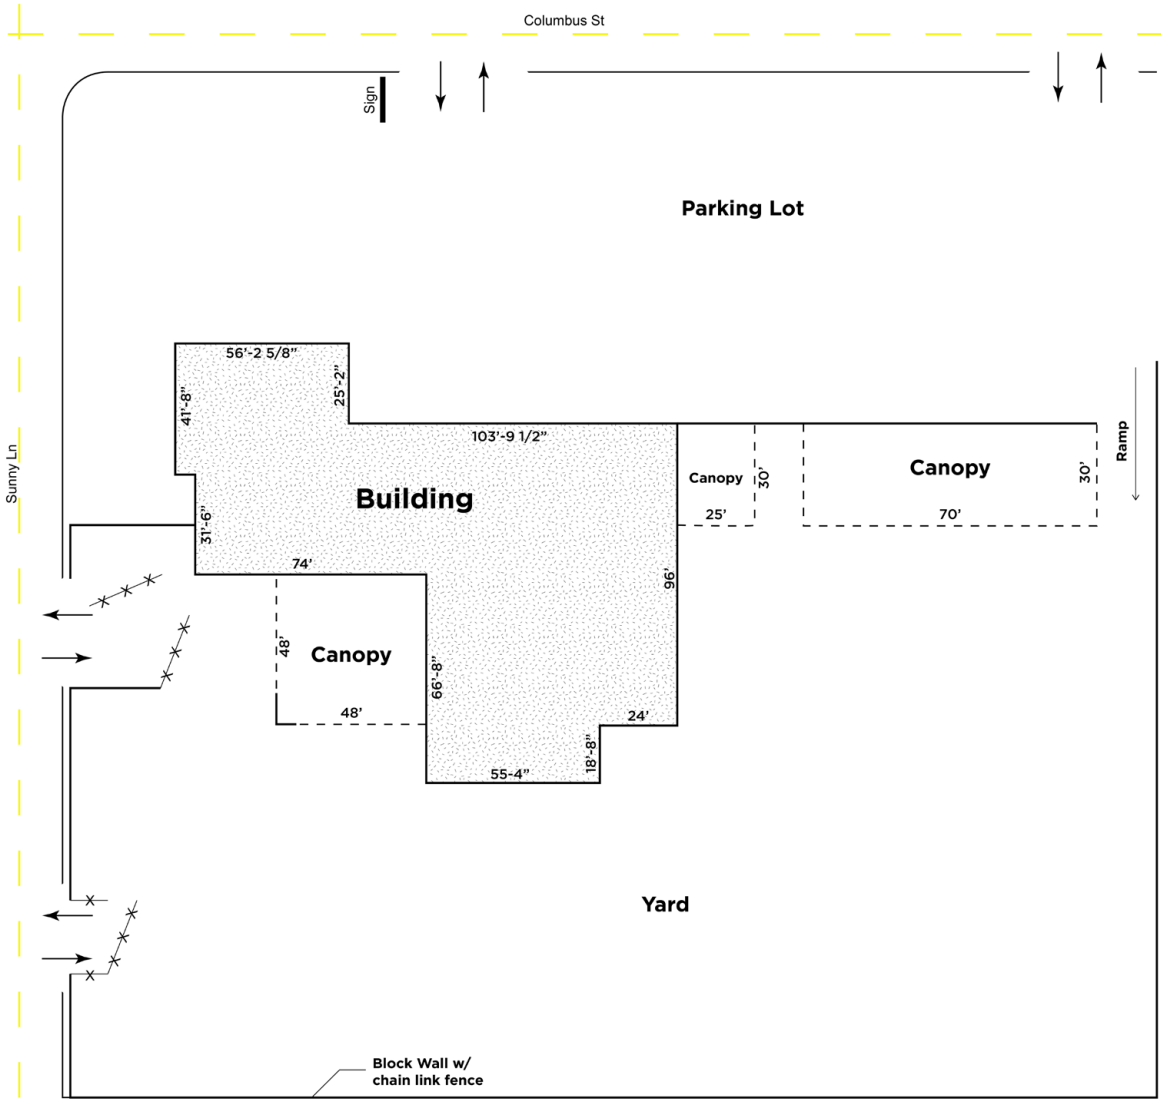 Columbus St
Sign
Parking Lot
56’-2 5/8”
25’-2”
41’-8”
103’-9 1/2”
Ramp
Canopy
30’
Canopy
30’
Sunny Ln
Building
25’
70’
31’-6”
74’
96’
48’
Canopy
66’-8”
48’
24’
18’-8”
55-4”
Yard
Block Wall w/
chain link fence